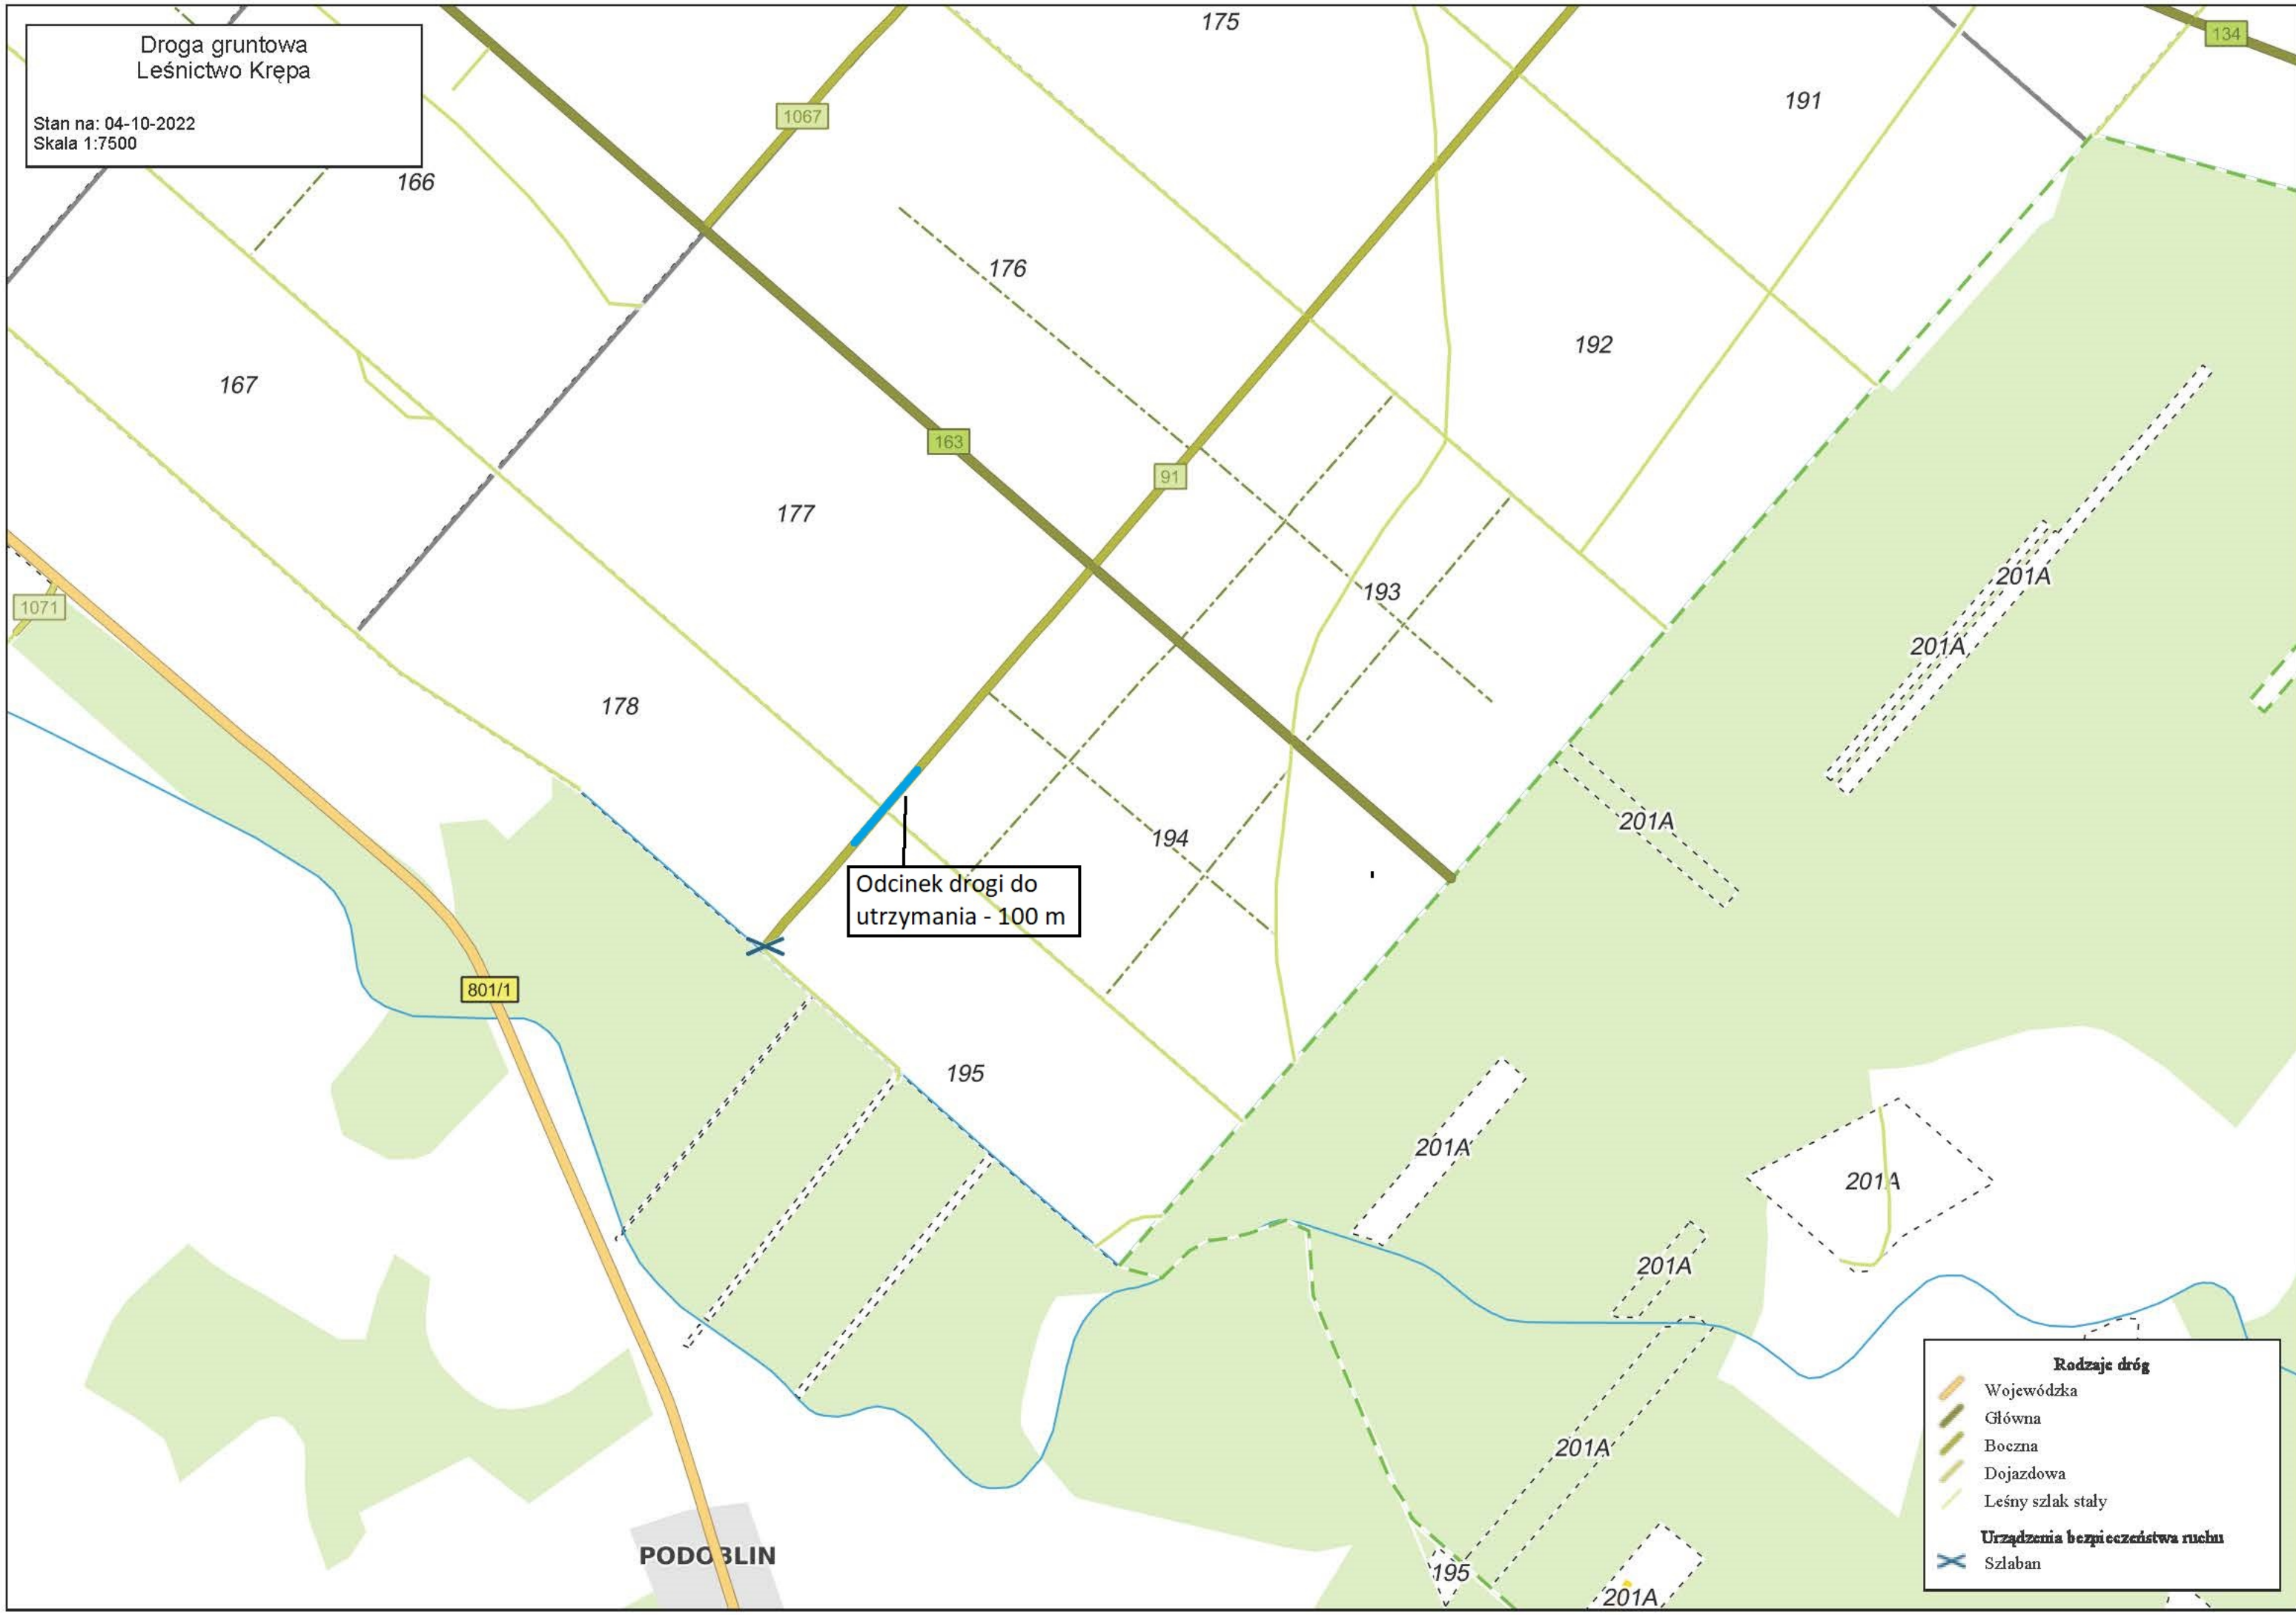 Droga gruntowa
Leśnictwo Krępa
Stan na: 04-10-2022
Skala 1:7500
175
134
191
1067
166
176
192
167
163
91
177
193
201A
1071
201A
178
201A
194
Odcinek drogi do
utrzymania - 100 m
801/1
195
201A
201A
201A
201A
PODOBLIN
195
201A
Rodzaje dróg
Wojewódzka
Główna
Boczna
Dojazdowa
Leśny szlak stały
Urządzenia bezpieczeństwa ruchu
Szlaban